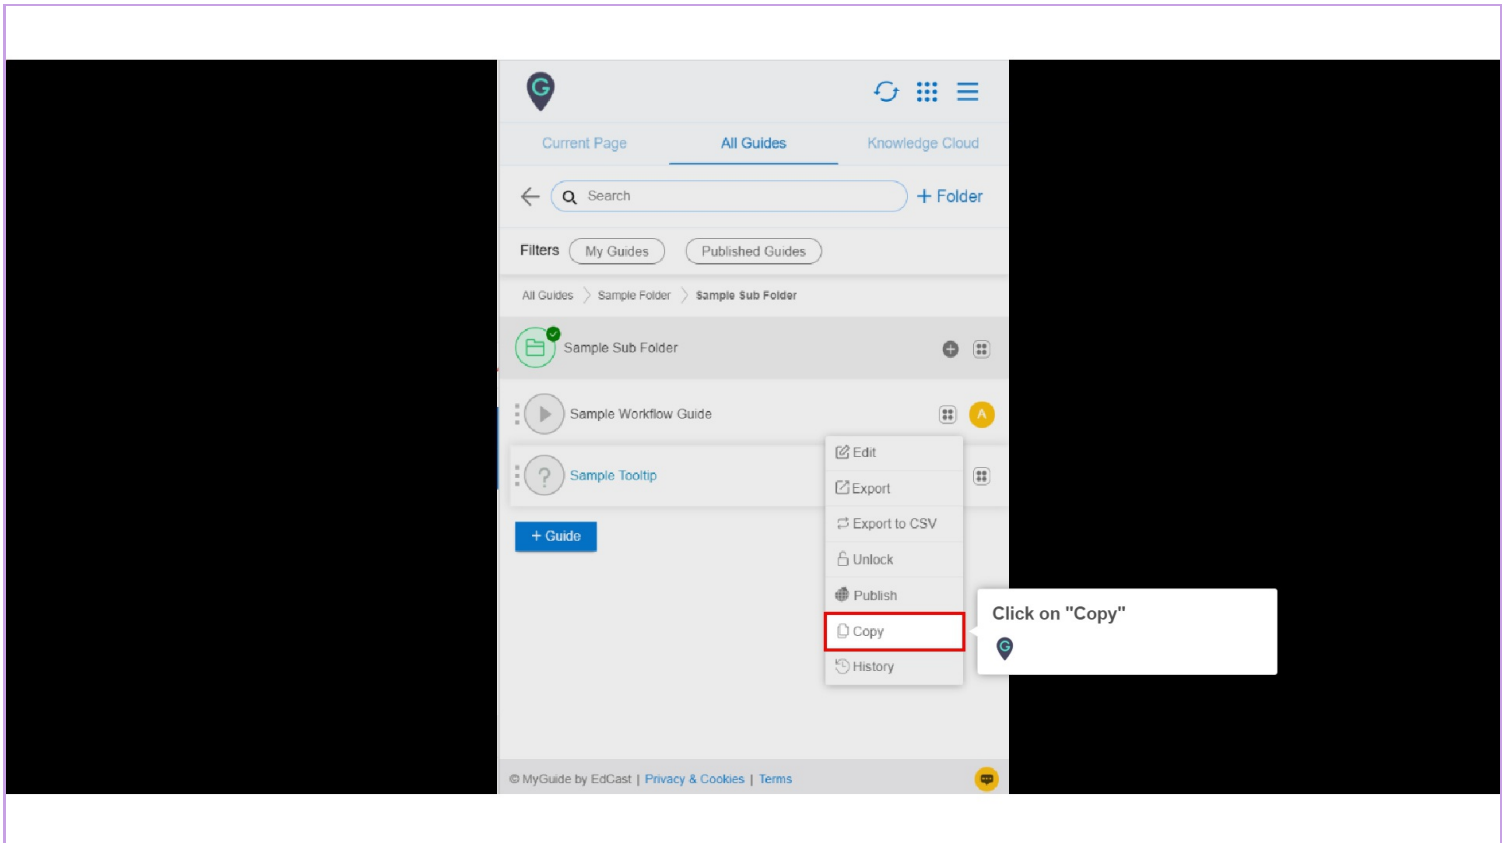 G
Current Page All Guides Knowledge Cloud
Search + Folder
Filters My Guides Published Guides
All Guides Sample Folder Sample Sub Folder
Sample Sub Folder
Sample Workflow Guide A
Edit
? Sample Tooltip
Export
Export to CSV
+ Guide
Unlock
Publish
Click on "Copy"
Copy
G
History
© MyGuide by EdCast | Privacy & Cookies | Terms